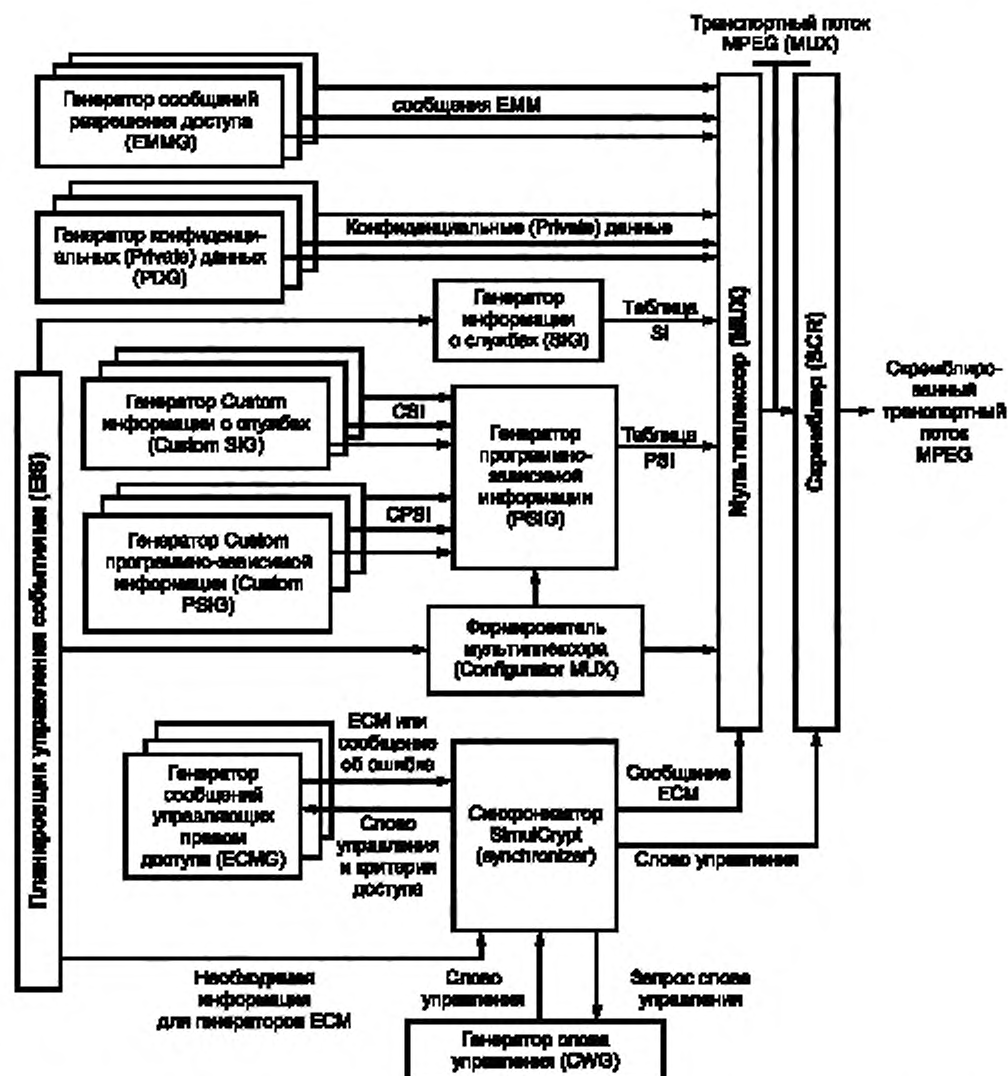 Транспортный поток
MPEG (MUX)
Генератор сообщений
разрешения доступа
(EMMG)
сообщения EMM
Генератор конфиденци-
альных (Private) данных
(PDG)
Конфиденциальные (Private) данные
Генератор
информации
о службах (SIG)
Таблица
SI
Генератор Custom
информации о службах
(Custom SIG)
CSI
Генератор
программно-
зависимой
информации
(PSIG)
Таблица
PSI
Генератор Custom
программно-зависимой
информации (Custom
PSIG)
CPSI
Формирователь
мультиплексора
(Configurator MUX)
Мультиплексор (MUX)
Скремблер (SCR)
Скремблиро-
ванный
транспортный
поток
MPEG
Планировщик управления событиями (EIS)
Генератор
сообщений
управляющих
правом
доступа (ECMG)
ECM или
сообщение
об ошибке
Слово
управления
и критерии
доступа
Синхронизатор
SimulCrypt
(synchronizer)
Сообщение
ECM
Слово управления
Необходимая
информация
для генераторов ECM
Слово
управления
Запрос слова
управления
Генератор слова
управления (CWG)